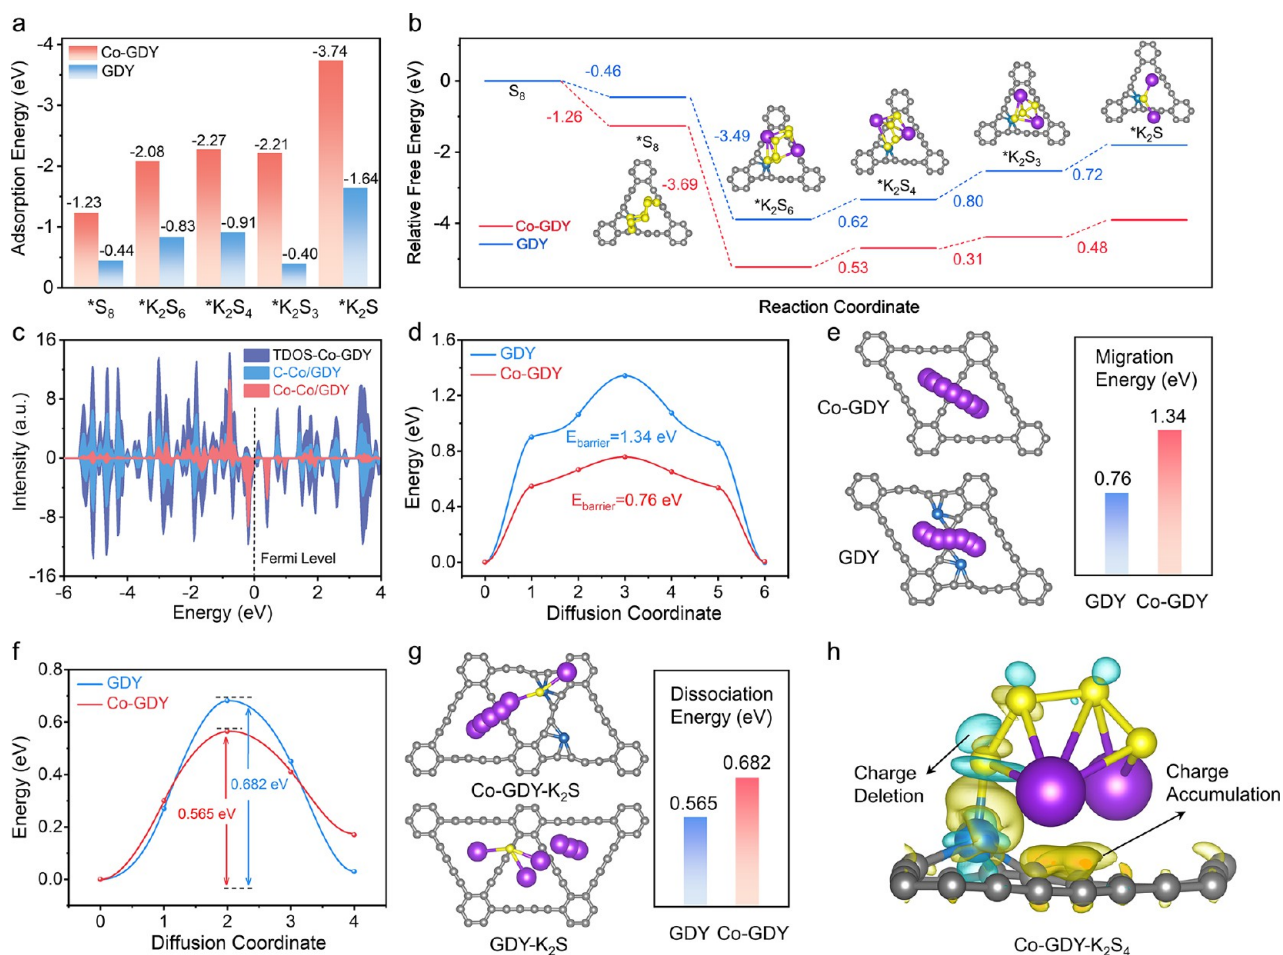 a
Adsorption Energy (eV)
-4
-3
-2
-1
0
Co-GDY
GDY
-1.23
-0.44
-2.08
-0.83
-2.27
-0.91
-2.21
-0.40
-3.74
-1.64
*S8
*K2S6
*K2S4
*K2S3
*K2S
b
Relative Free Energy (eV)
0
-2
-4
S8
-0.46
-1.26
*S8
-3.49
-3.69
*K2S6
0.62
0.53
*K2S4
0.80
0.31
*K2S3
0.72
0.48
*K2S
Co-GDY
GDY
Reaction Coordinate
c
Intensity (a.u.)
16
8
0
-8
-16
TDOS-Co-GDY
C-Co/GDY
Co-Co/GDY
Fermi Level
-6 -4 -2 0 2 4
Energy (eV)
d
Energy (eV)
1.6
1.2
0.8
0.4
0.0
GDY
Co-GDY
Ebarrier=1.34 eV
Ebarrier=0.76 eV
0 1 2 3 4 5 6
Diffusion Coordinate
e
Co-GDY
GDY
Migration
Energy (eV)
1.34
0.76
GDY Co-GDY
f
Energy (eV)
0.8
0.6
0.4
0.2
0.0
GDY
Co-GDY
0.682 eV
0.565 eV
0 1 2 3 4
Diffusion Coordinate
g
Co-GDY-K2S
GDY-K2S
Dissociation
Energy (eV)
0.682
0.565
GDY Co-GDY
h
Charge
Deletion
Charge
Accumulation
Co-GDY-K2S4